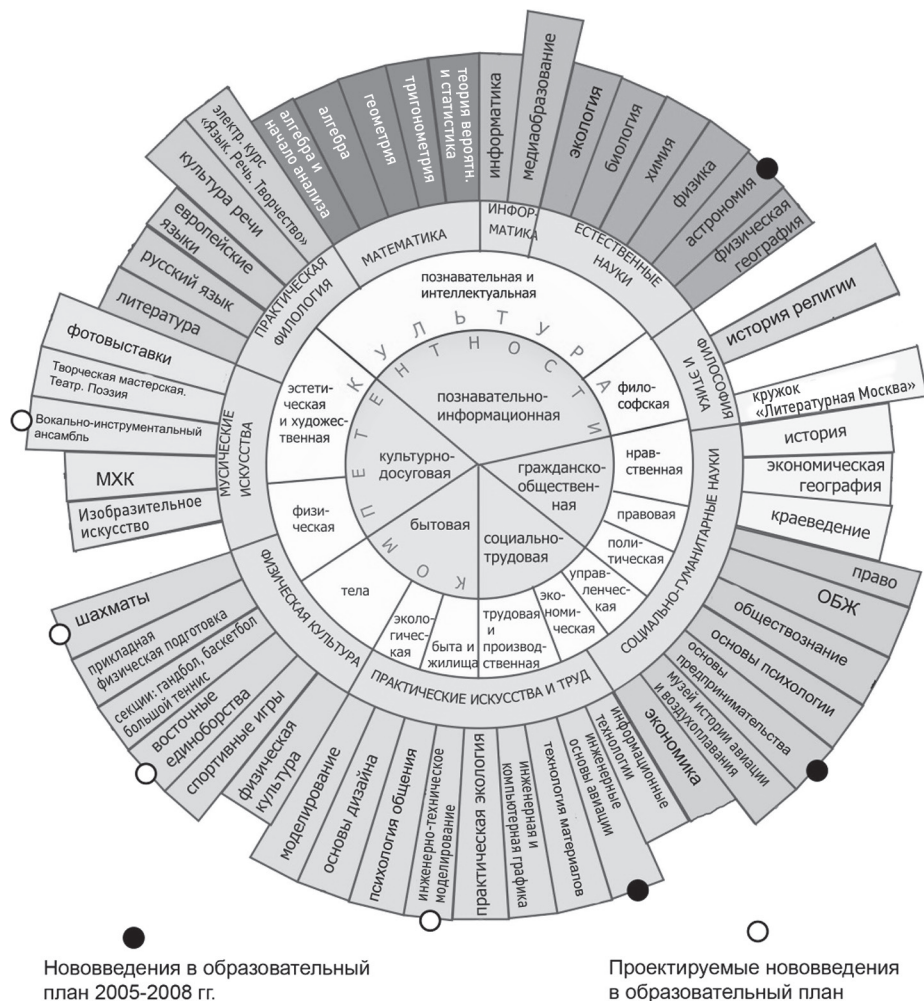 информатика
медиаобразование
экология
биология
химия
физика
астрономия
физическая
география
история религии
кружок
«Литературная Москва»
история
экономическая
география
краеведение
право
ОБЖ
обществознание
основы психологии
основы
предпринимательства
музей истории авиации
и воздухоплавания
экономика
информационные
технологии
инженерные
основы авиации
технология материалов
инженерная и
компьютерная графика
практическая экология
инженерно-техническое
моделирование
психология общения
основы дизайна
моделирование
физическая
культура
спортивные игры
восточные
единоборства
секции: гандбол, баскетбол
большой теннис
прикладная
физическая подготовка
шахматы
Изобразительное
искусство
МХК
Вокально-инструментальный
ансамбль
Творческая мастерская.
Театр. Поэзия
фотовыставки
литература
русский язык
европейские
языки
культура речи
электр. курс
«Язык. Речь. Творчество»
алгебра и
начало анализа
алгебра
геометрия
тригонометрия
теория вероятн.
и статистика
МАТЕМАТИКА
ИНФОР-
МАТИКА
ЕСТЕСТВЕННЫЕ
НАУКИ
ФИЛОСОФИЯ
И ЭТИКА
СОЦИАЛЬНО-ГУМАНИТАРНЫЕ НАУКИ
ПРАКТИЧЕСКИЕ ИСКУССТВА И ТРУД
ФИЗИЧЕСКАЯ КУЛЬТУРА
МУСИЧЕСКИЕ
ИСКУССТВА
ПРАКТИЧЕСКАЯ
ФИЛОЛОГИЯ
познавательная и
интеллектуальная
фило-
софская
нрав-
ственная
правовая
поли-
тическая
управ-
ленчес-
кая
эко-
номи-
ческая
трудовая
и
производ-
ственная
быта и
жилища
эколо-
гичес-
кая
тела
физи-
ческая
эстети-
ческая
и художе-
ственная
КУЛЬТУРА
КОМПЕТЕНТНОСТИ
познавательно-
информационная
гражданско-
обществен-
ная
социально-
трудовая
бытовая
культурно-
досуговая
Нововведения в образовательный
план 2005-2008 гг.
Проектируемые нововведения
в образовательный план